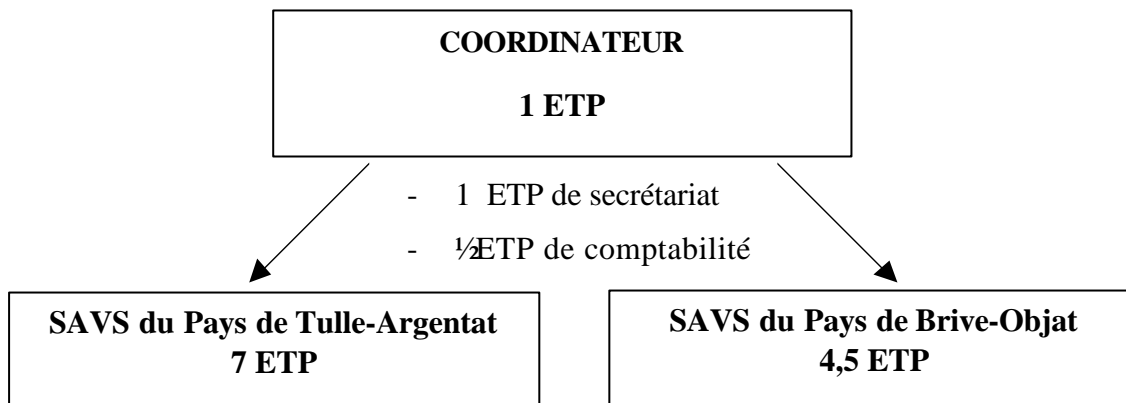 COORDINATEUR
1 ETP
- 1 ETP de secrétariat
- ½ETP de comptabilité
SAVS du Pays de Tulle-Argentat
7 ETP
SAVS du Pays de Brive-Objat
4,5 ETP